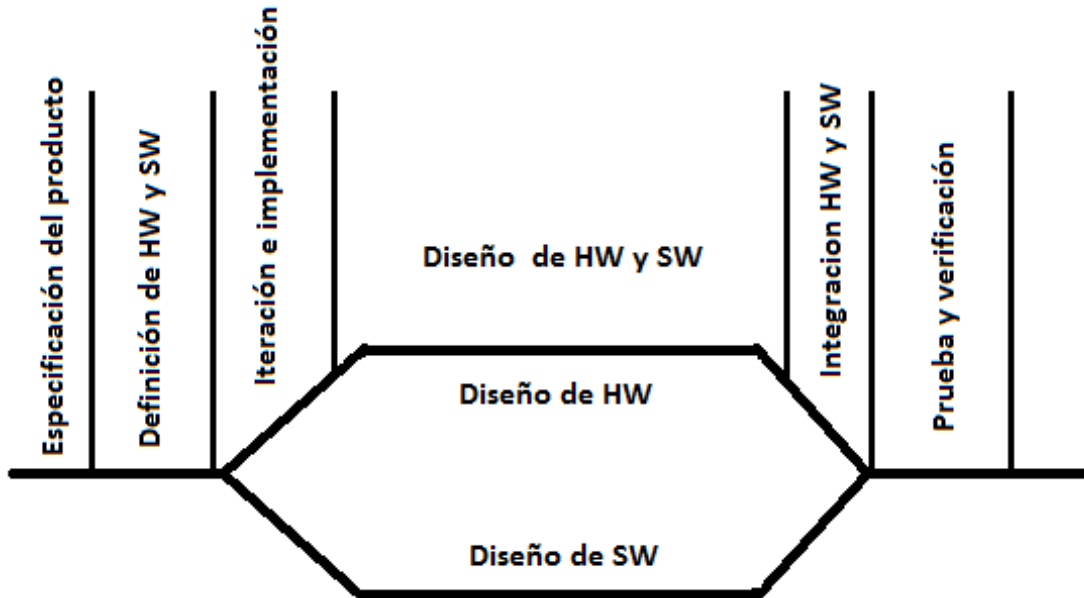 Especificación del producto
Definición de HW y SW
Iteración e implementación
Diseño de HW y SW
Diseño de HW
Diseño de SW
Integracion HW y SW
Prueba y verificación